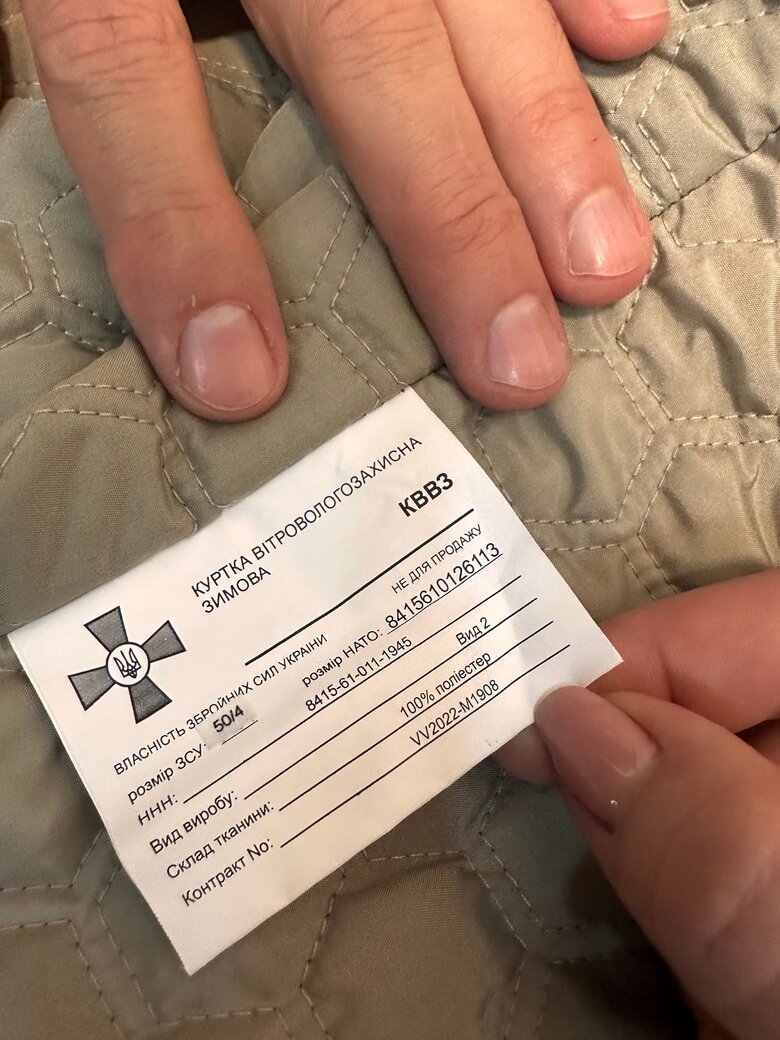 КУРТКА ВІТРОВОЛОГОЗАХИСНА
ЗИМОВА
КВВЗ
ВЛАСНІСТЬ ЗБРОЙНИХ СИЛ УКРАЇНИ НЕ ДЛЯ ПРОДАЖУ
розмір ЗСУ: 50/4 розмір НАТО: 8415610126113
ННН: 8415-61-011-1945
Вид виробу: Вид 2
Склад тканини: 100% поліестер
Контракт No: VV2022-M1908